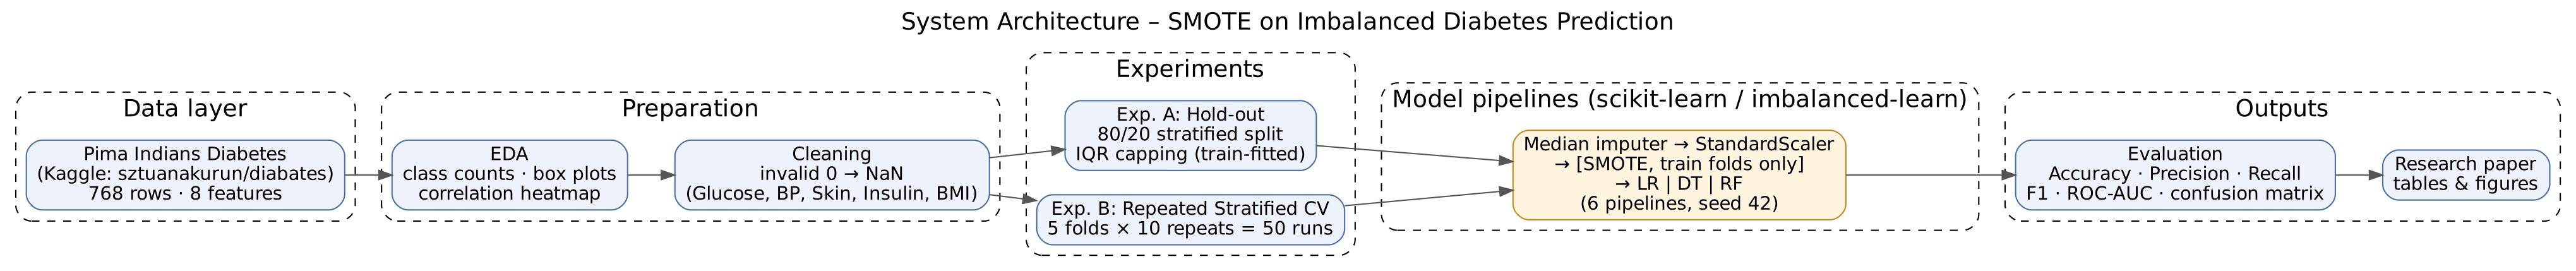 System Architecture – SMOTE on Imbalanced Diabetes Prediction
Data layer
Pima Indians Diabetes
(Kaggle: sztuanakurun/diabates)
768 rows · 8 features
Preparation
EDA
class counts · box plots
correlation heatmap
Cleaning
invalid 0 → NaN
(Glucose, BP, Skin, Insulin, BMI)
Experiments
Exp. A: Hold-out
80/20 stratified split
IQR capping (train-fitted)
Exp. B: Repeated Stratified CV
5 folds × 10 repeats = 50 runs
Model pipelines (scikit-learn / imbalanced-learn)
Median imputer → StandardScaler
→ [SMOTE, train folds only]
→ LR | DT | RF
(6 pipelines, seed 42)
Outputs
Evaluation
Accuracy · Precision · Recall
F1 · ROC-AUC · confusion matrix
Research paper
tables & figures